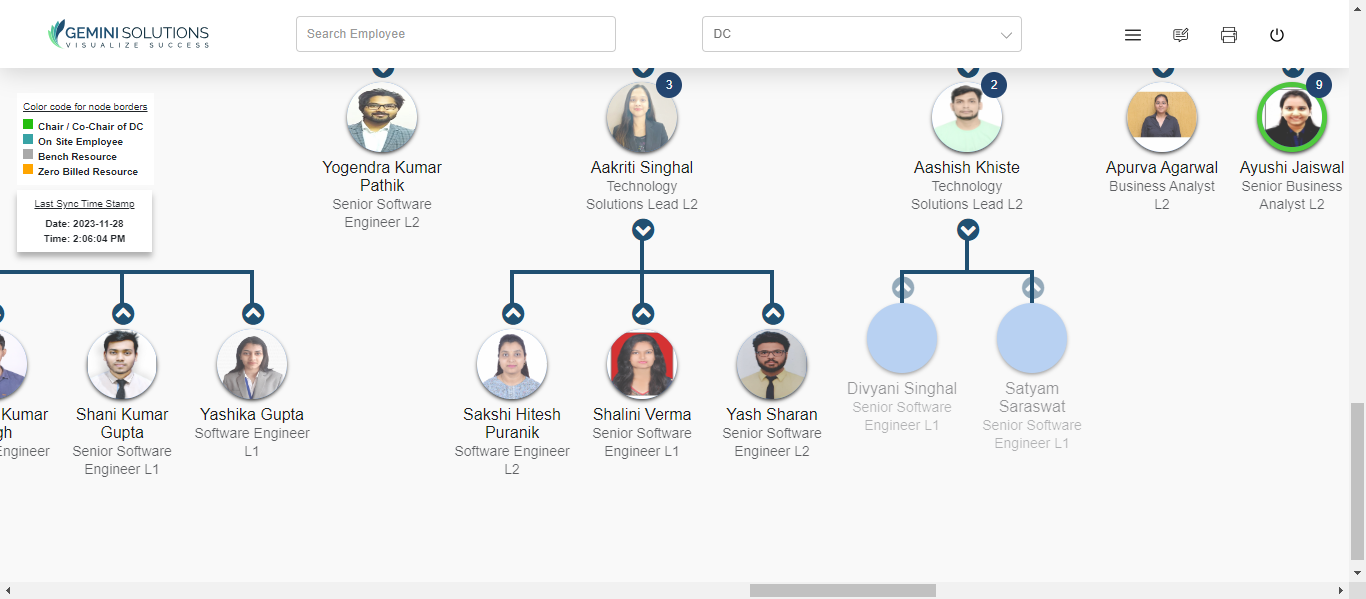 GEMINI SOLUTIONS
VISUALIZE SUCCESS
Search Employee
DC
Color code for node borders
Chair / Co-Chair of DC
On Site Employee
Bench Resource
Zero Billed Resource
Last Sync Time Stamp
Date: 2023-11-28
Time: 2:06:04 PM
Yogendra Kumar
Pathik
Senior Software
Engineer L2
3
Aakriti Singhal
Technology
Solutions Lead L2
2
Aashish Khiste
Technology
Solutions Lead L2
Apurva Agarwal
Business Analyst
L2
9
Ayushi Jaiswal
Senior Business
Analyst L2
Kumar
gh
Engineer
Shani Kumar
Gupta
Senior Software
Engineer L1
Yashika Gupta
Software Engineer
L1
Sakshi Hitesh
Puranik
Software Engineer
L2
Shalini Verma
Senior Software
Engineer L1
Yash Sharan
Senior Software
Engineer L2
Divyani Singhal
Senior Software
Engineer L1
Satyam
Saraswat
Senior Software
Engineer L1